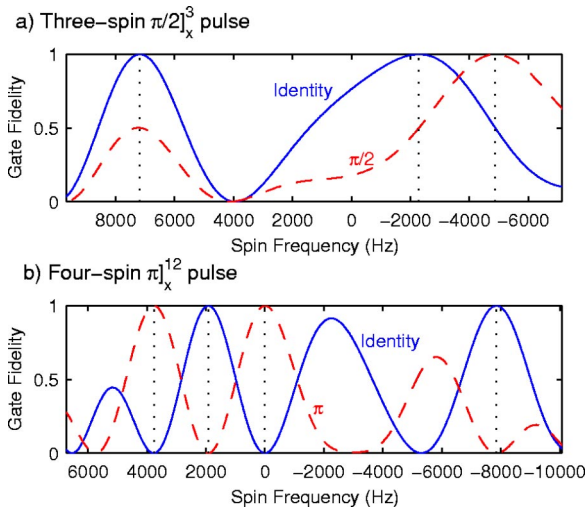 a) Three-spin π/2]x3 pulse
Gate Fidelity
1
0.5
0
Identity
π/2
8000 6000 4000 2000 0 -2000 -4000 -6000
Spin Frequency (Hz)
b) Four-spin π]x12 pulse
Gate Fidelity
1
0.5
0
Identity
π
6000 4000 2000 0 -2000 -4000 -6000 -8000 -10000
Spin Frequency (Hz)